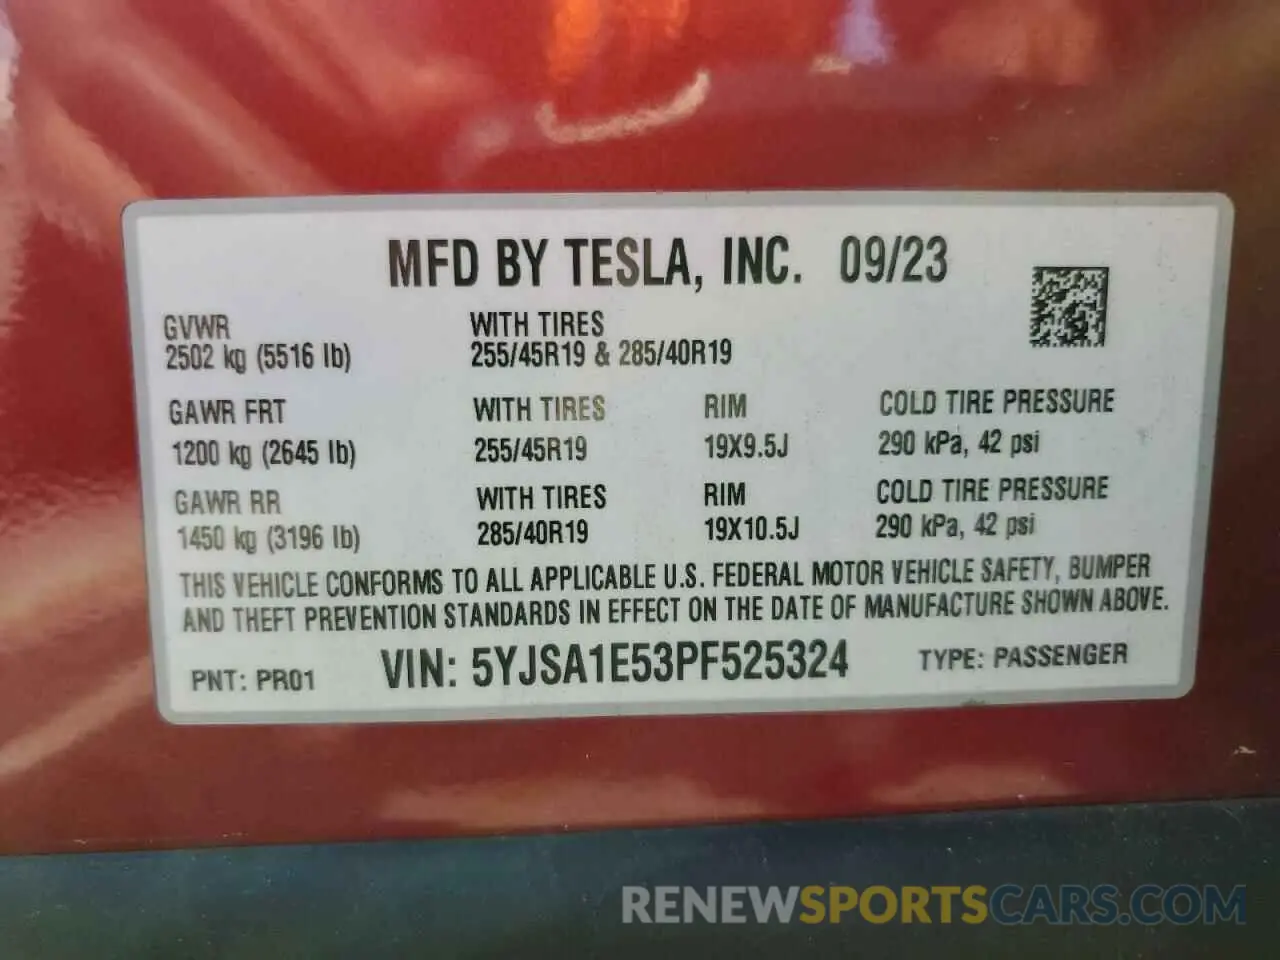 MFD BY TESLA, INC. 09/23
GVWR WITH TIRES
2502 kg (5516 lb) 255/45R19 & 285/40R19
GAWR FRT WITH TIRES RIM COLD TIRE PRESSURE
1200 kg (2645 lb) 255/45R19 19X9.5J 290 kPa, 42 psi
GAWR RR WITH TIRES RIM COLD TIRE PRESSURE
1450 kg (3196 lb) 285/40R19 19X10.5J 290 kPa, 42 psi
THIS VEHICLE CONFORMS TO ALL APPLICABLE U.S. FEDERAL MOTOR VEHICLE SAFETY, BUMPER
AND THEFT PREVENTION STANDARDS IN EFFECT ON THE DATE OF MANUFACTURE SHOWN ABOVE.
PNT: PR01 VIN: 5YJSA1E53PF525324 TYPE: PASSENGER
RENEWSPORTSCARS.COM